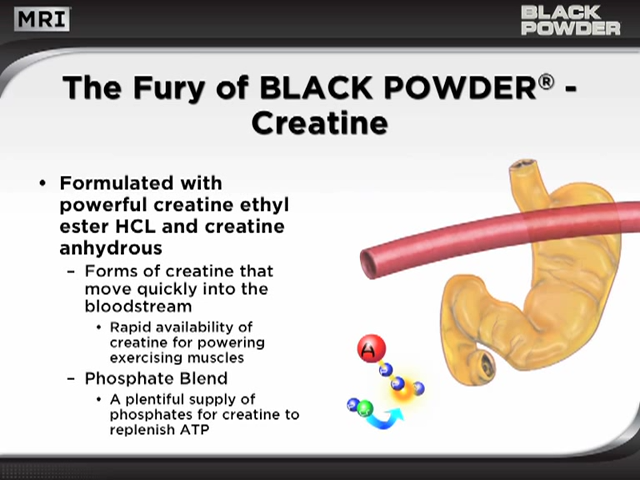 MRI
BLACK
POWDER
The Fury of BLACK POWDER® -
Creatine
• Formulated with
powerful creatine ethyl
ester HCL and creatine
anhydrous
– Forms of creatine that
move quickly into the
bloodstream
• Rapid availability of
creatine for powering
exercising muscles
– Phosphate Blend
• A plentiful supply of
phosphates for creatine to
replenish ATP